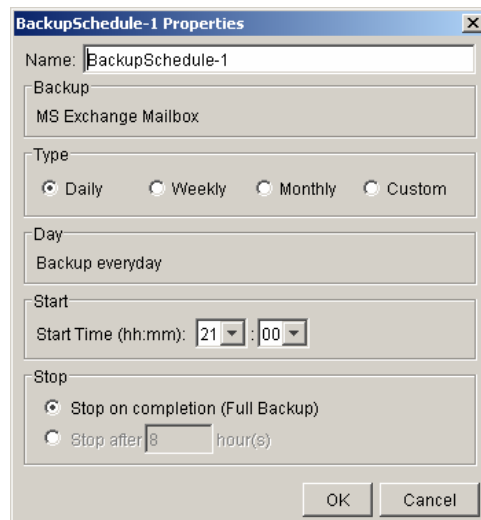 BackupSchedule-1 Properties
Name: BackupSchedule-1
Backup
MS Exchange Mailbox
Type
Daily Weekly Monthly Custom
Day
Backup everyday
Start
Start Time (hh:mm): 21 : 00
Stop
Stop on completion (Full Backup)
Stop after 8 hour(s)
OK Cancel